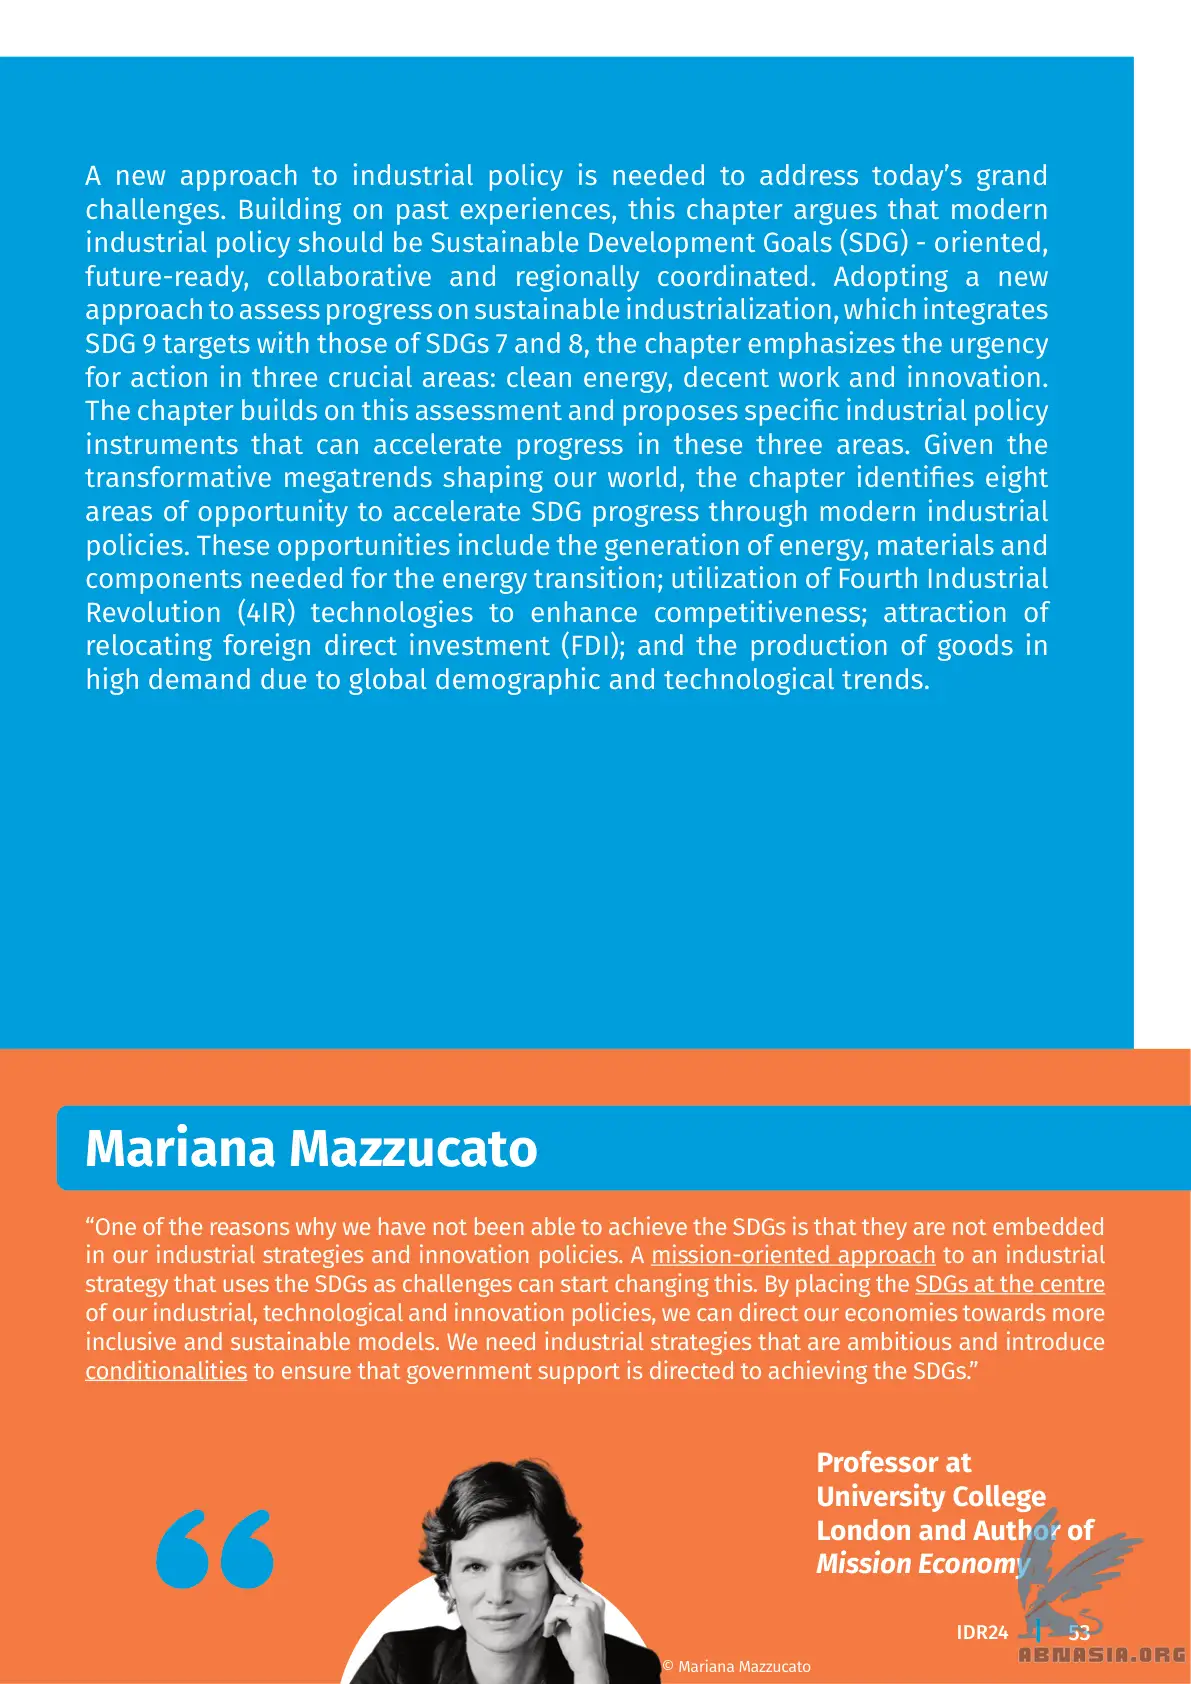 A new approach to industrial policy is needed to address today’s grand
challenges. Building on past experiences, this chapter argues that modern
industrial policy should be Sustainable Development Goals (SDG) - oriented,
future-ready, collaborative and regionally coordinated. Adopting a new
approach to assess progress on sustainable industrialization, which integrates
SDG 9 targets with those of SDGs 7 and 8, the chapter emphasizes the urgency
for action in three crucial areas: clean energy, decent work and innovation.
The chapter builds on this assessment and proposes specific industrial policy
instruments that can accelerate progress in these three areas. Given the
transformative megatrends shaping our world, the chapter identifies eight
areas of opportunity to accelerate SDG progress through modern industrial
policies. These opportunities include the generation of energy, materials and
components needed for the energy transition; utilization of Fourth Industrial
Revolution (4IR) technologies to enhance competitiveness; attraction of
relocating foreign direct investment (FDI); and the production of goods in
high demand due to global demographic and technological trends.
Mariana Mazzucato
“One of the reasons why we have not been able to achieve the SDGs is that they are not embedded
in our industrial strategies and innovation policies. A mission-oriented approach to an industrial
strategy that uses the SDGs as challenges can start changing this. By placing the SDGs at the centre
of our industrial, technological and innovation policies, we can direct our economies towards more
inclusive and sustainable models. We need industrial strategies that are ambitious and introduce
conditionalities to ensure that government support is directed to achieving the SDGs.”
Professor at
University College
London and Author of
Mission Economy
“
IDR24 | 53
ABNASIA.ORG
© Mariana Mazzucato